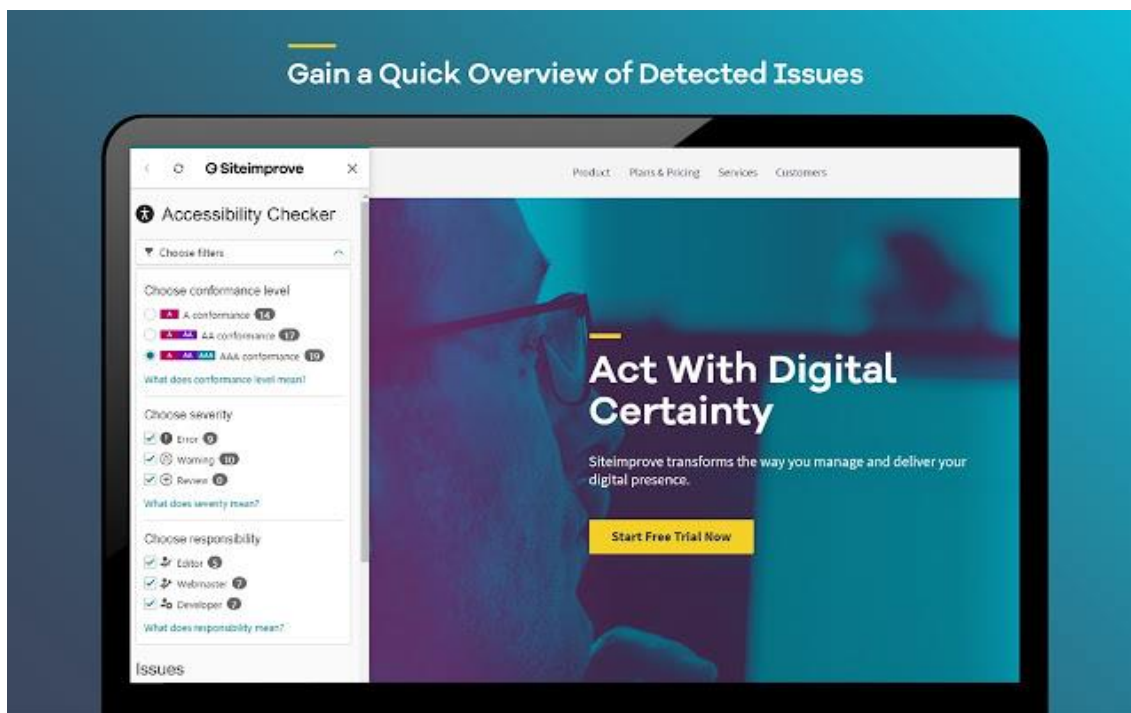 Gain a Quick Overview of Detected Issues
Siteimprove
Accessibility Checker
Choose filters
Choose conformance level
A A conformance 14
A AA AA conformance 17
A AA AAA AAA conformance 19
What does conformance level mean?
Choose severity
Error 9
Warning 10
Review 0
What does severity mean?
Choose responsibility
Editor 5
Webmaster 7
Developer 7
What does responsibility mean?
Issues
Product Plans & Pricing Services Customers
Act With Digital
Certainty
Siteimprove transforms the way you manage and deliver your
digital presence.
Start Free Trial Now